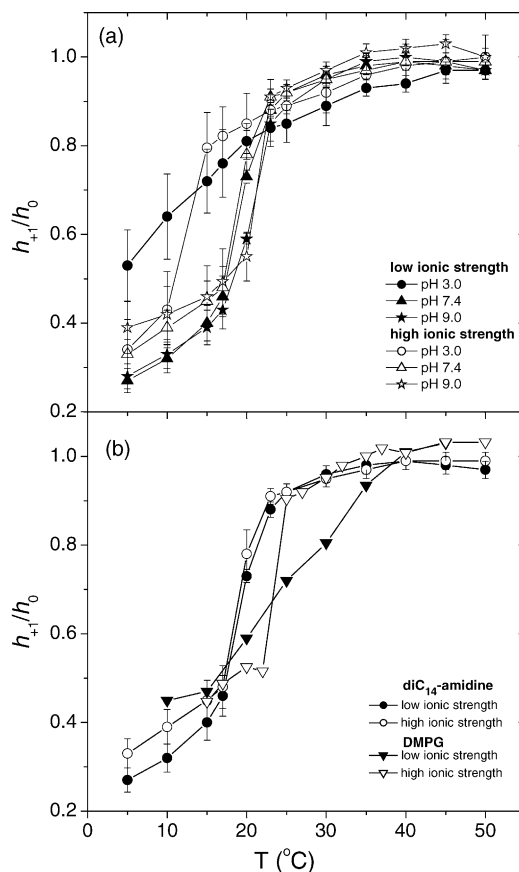 (a)
1.0
0.8
0.6
0.4
0.2
h+1/h0
low ionic strength
pH 3.0
pH 7.4
pH 9.0
high ionic strength
pH 3.0
pH 7.4
pH 9.0
(b)
1.0
0.8
0.6
0.4
0.2
h+1/h0
diC14-amidine
low ionic strength
high ionic strength
DMPG
low ionic strength
high ionic strength
0 10 20 30 40 50
T (°C)